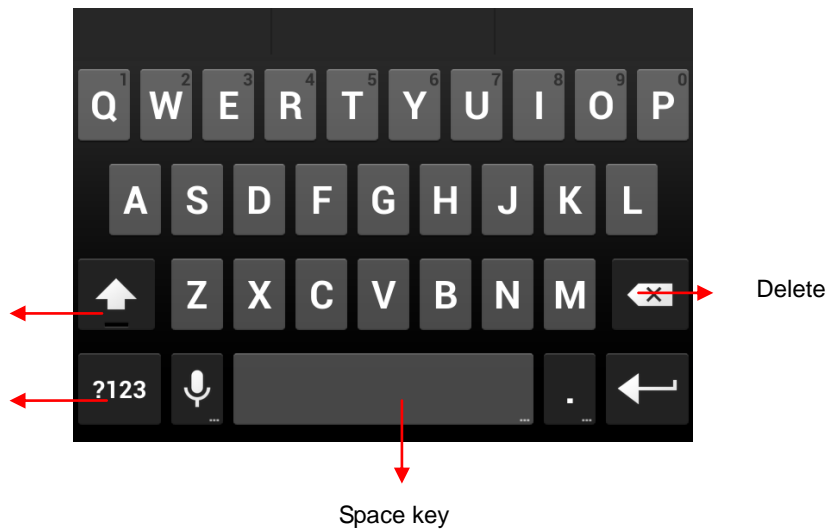 1 2 3 4 5 6 7 8 9 0
Q W E R T Y U I O P
A S D F G H J K L
Z X C V B N M
Delete
?123 . 
Space key